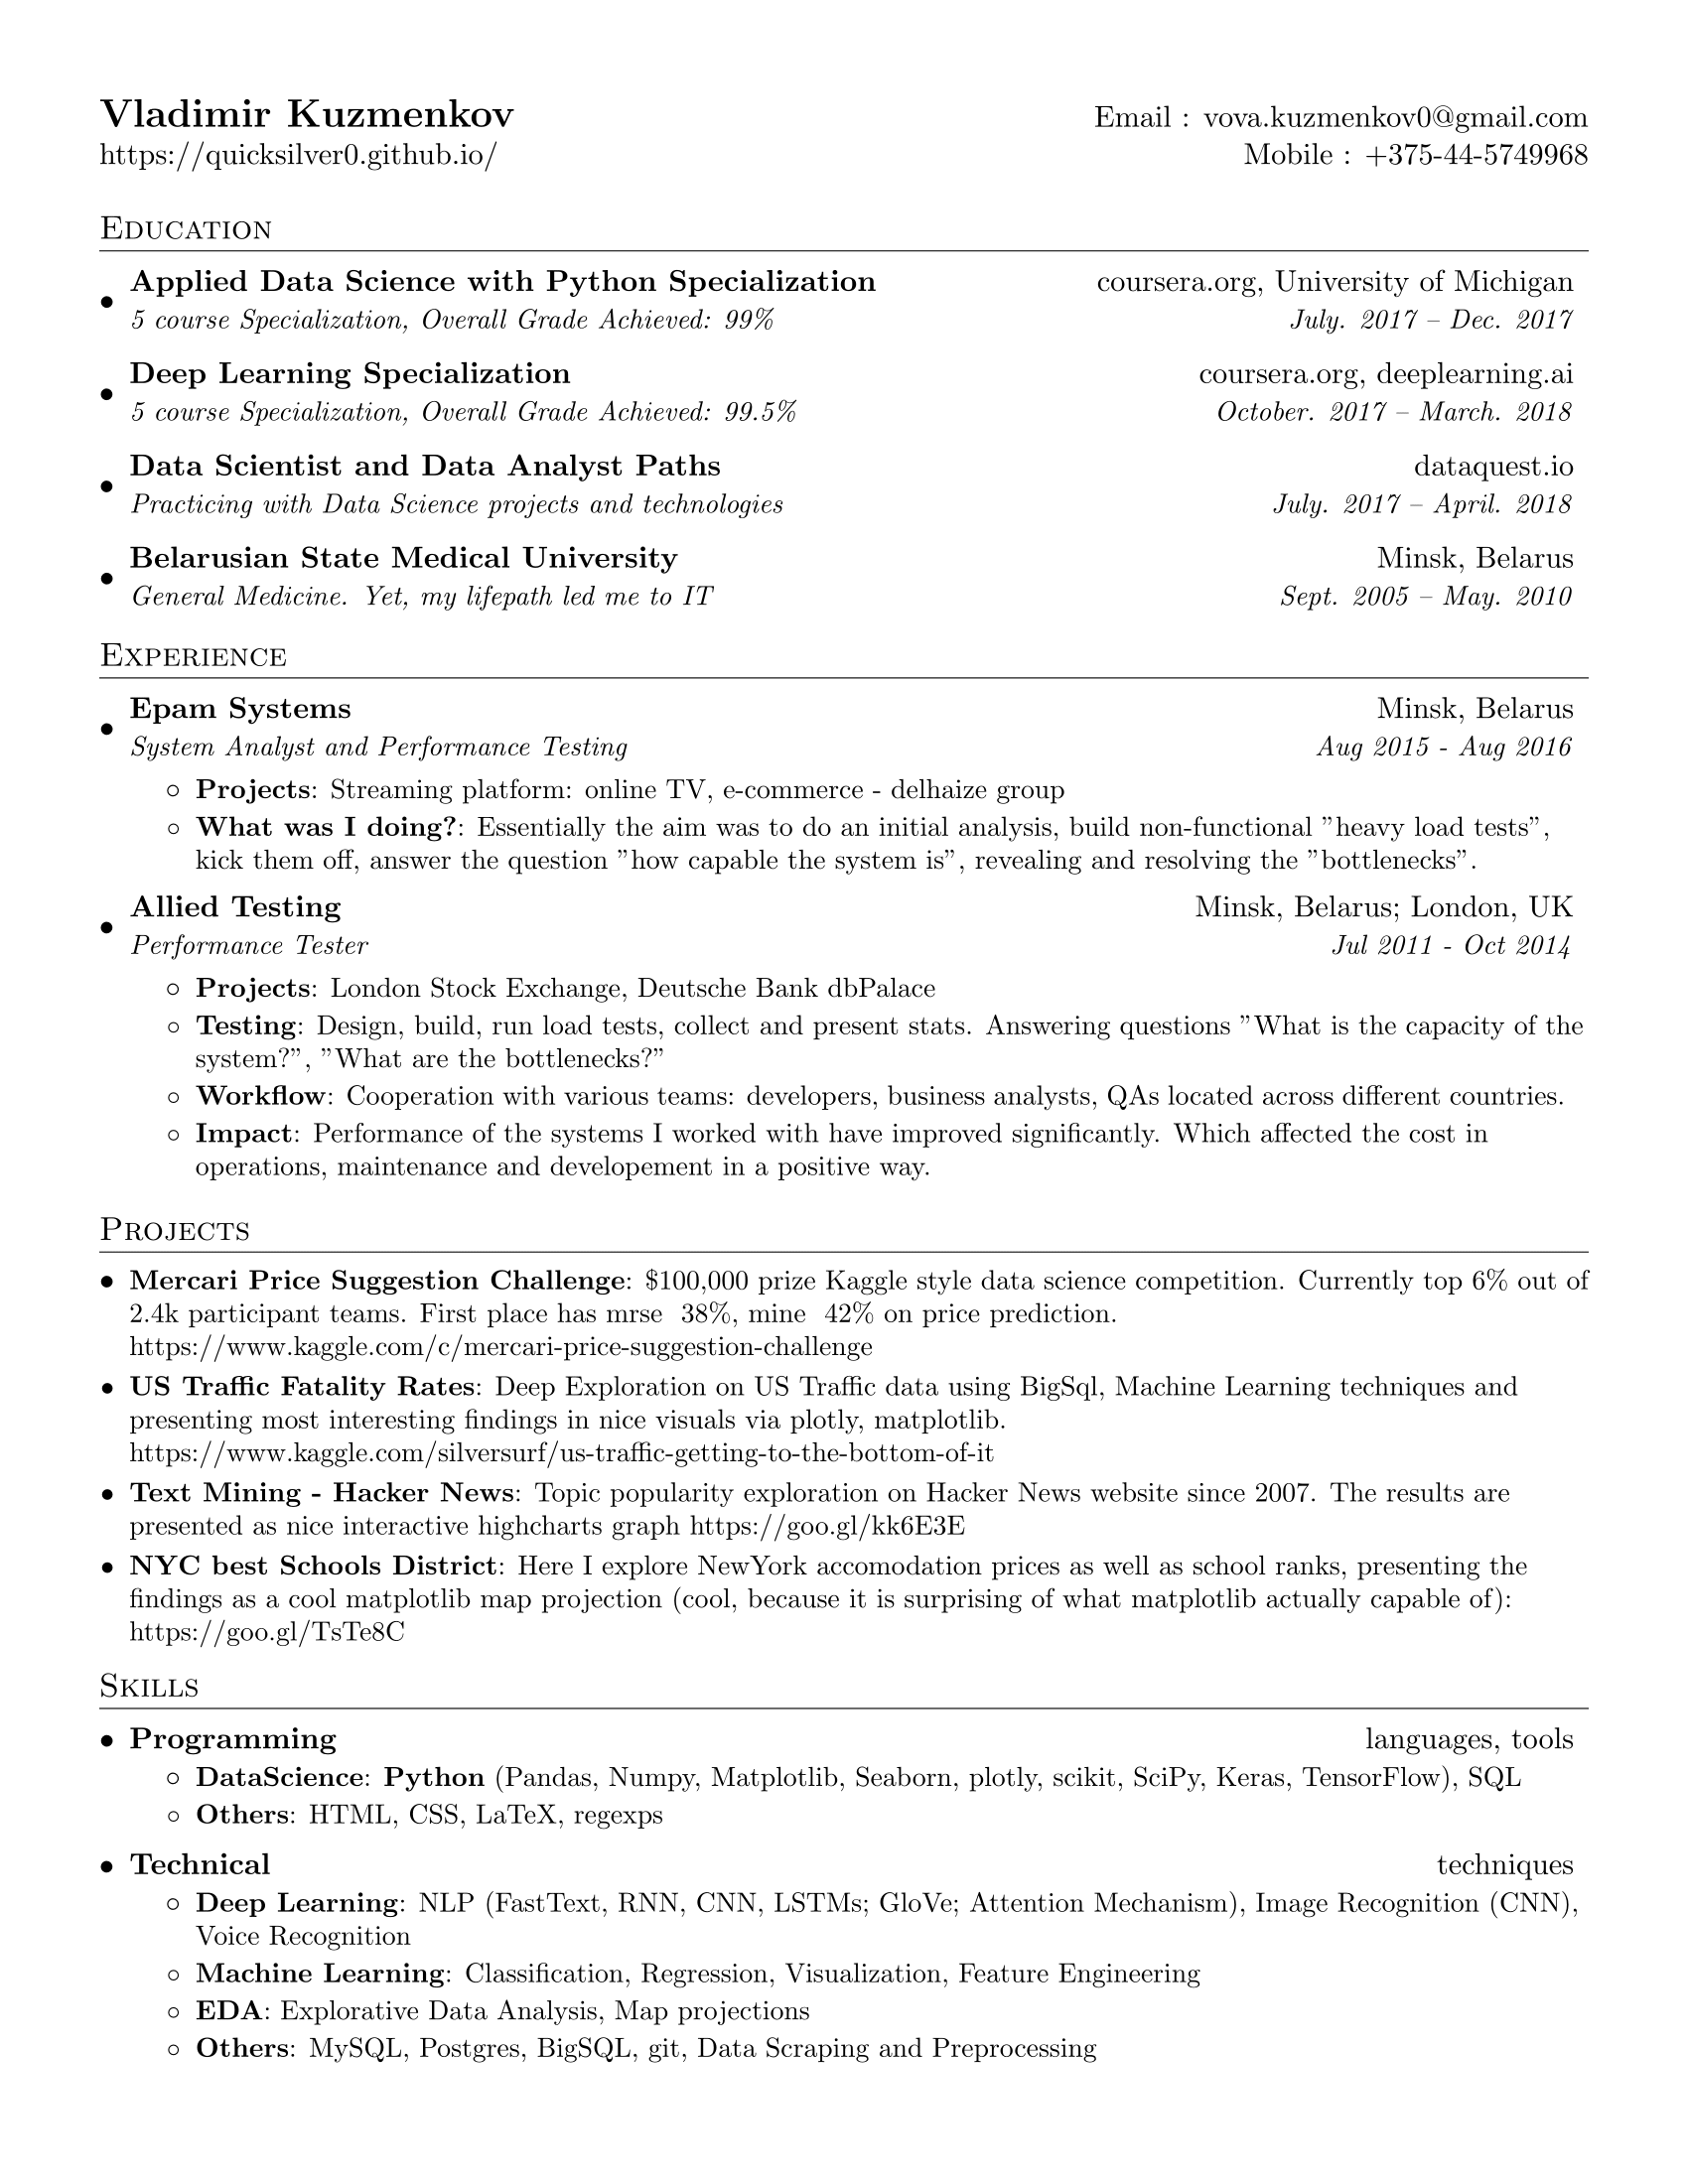 Vladimir Kuzmenkov Email : vova.kuzmenkov0@gmail.com
https://quicksilver0.github.io/ Mobile : +375-44-5749968
Education
• Applied Data Science with Python Specialization coursera.org, University of Michigan
5 course Specialization, Overall Grade Achieved: 99% July. 2017 – Dec. 2017
• Deep Learning Specialization coursera.org, deeplearning.ai
5 course Specialization, Overall Grade Achieved: 99.5% October. 2017 – March. 2018
• Data Scientist and Data Analyst Paths dataquest.io
Practicing with Data Science projects and technologies July. 2017 – April. 2018
• Belarusian State Medical University Minsk, Belarus
General Medicine. Yet, my lifepath led me to IT Sept. 2005 – May. 2010
Experience
• Epam Systems Minsk, Belarus
System Analyst and Performance Testing Aug 2015 - Aug 2016
◦ Projects: Streaming platform: online TV, e-commerce - delhaize group
◦ What was I doing?: Essentially the aim was to do an initial analysis, build non-functional ”heavy load tests”,
kick them off, answer the question ”how capable the system is”, revealing and resolving the ”bottlenecks”.
• Allied Testing Minsk, Belarus; London, UK
Performance Tester Jul 2011 - Oct 2014
◦ Projects: London Stock Exchange, Deutsche Bank dbPalace
◦ Testing: Design, build, run load tests, collect and present stats. Answering questions ”What is the capacity of the
system?”, ”What are the bottlenecks?”
◦ Workflow: Cooperation with various teams: developers, business analysts, QAs located across different countries.
◦ Impact: Performance of the systems I worked with have improved significantly. Which affected the cost in
operations, maintenance and developement in a positive way.
Projects
• Mercari Price Suggestion Challenge: $100,000 prize Kaggle style data science competition. Currently top 6% out of
2.4k participant teams. First place has mrse 38%, mine 42% on price prediction.
https://www.kaggle.com/c/mercari-price-suggestion-challenge
• US Traffic Fatality Rates: Deep Exploration on US Traffic data using BigSql, Machine Learning techniques and
presenting most interesting findings in nice visuals via plotly, matplotlib.
https://www.kaggle.com/silversurf/us-traffic-getting-to-the-bottom-of-it
• Text Mining - Hacker News: Topic popularity exploration on Hacker News website since 2007. The results are
presented as nice interactive highcharts graph https://goo.gl/kk6E3E
• NYC best Schools District: Here I explore NewYork accomodation prices as well as school ranks, presenting the
findings as a cool matplotlib map projection (cool, because it is surprising of what matplotlib actually capable of):
https://goo.gl/TsTe8C
Skills
• Programming languages, tools
◦ DataScience: Python (Pandas, Numpy, Matplotlib, Seaborn, plotly, scikit, SciPy, Keras, TensorFlow), SQL
◦ Others: HTML, CSS, LaTeX, regexps
• Technical techniques
◦ Deep Learning: NLP (FastText, RNN, CNN, LSTMs; GloVe; Attention Mechanism), Image Recognition (CNN),
Voice Recognition
◦ Machine Learning: Classification, Regression, Visualization, Feature Engineering
◦ EDA: Explorative Data Analysis, Map projections
◦ Others: MySQL, Postgres, BigSQL, git, Data Scraping and Preprocessing